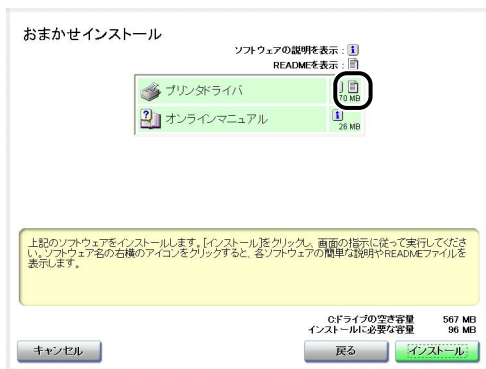 おまかせインストール
ソフトウェアの説明を表示 :
READMEを表示 :
プリンタドライバ
70 MB
オンラインマニュアル
26 MB
上記のソフトウェアをインストールします。[インストール]をクリックし、画面の指示に従って実行してくださ
い。ソフトウェア名の右横のアイコンをクリックすると、各ソフトウェアの簡単な説明やREADMEファイルを
表示します。
C:ドライブの空き容量 567 MB
インストールに必要な容量 96 MB
キャンセル
戻る
インストール